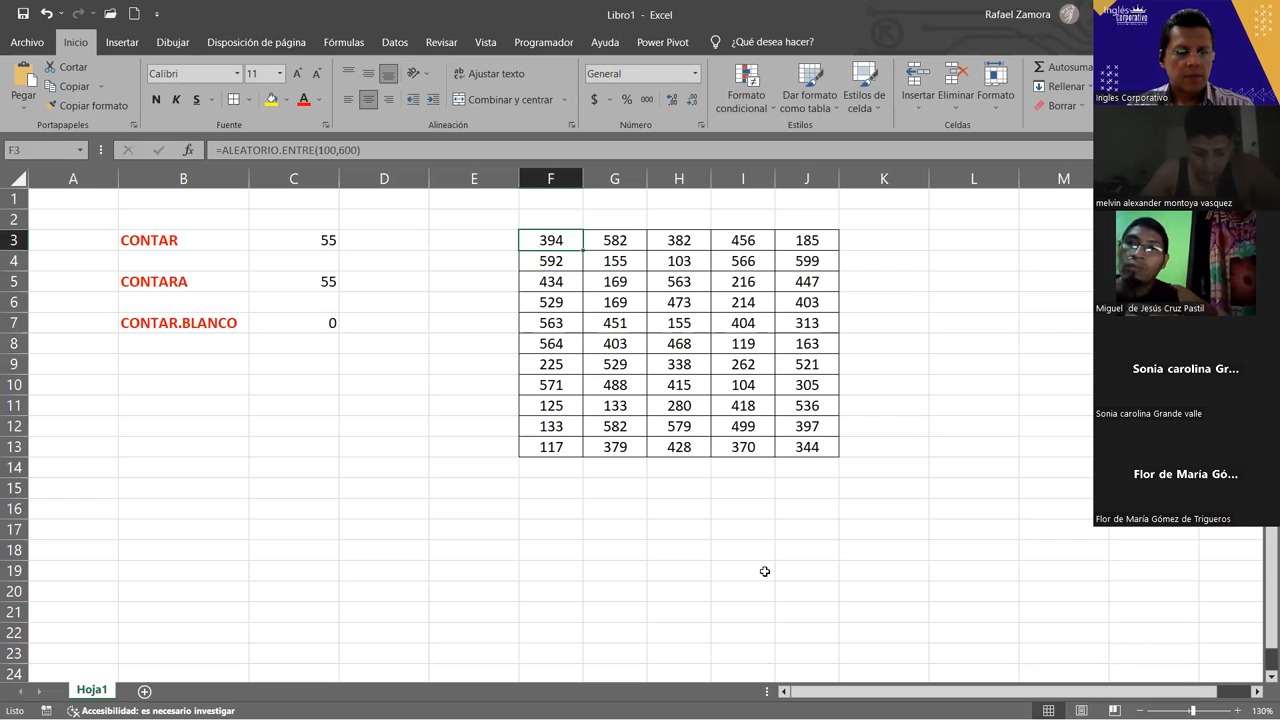 Libro1 - Excel
Rafael Zamora
Archivo Inicio Insertar Dibujar Disposición de página Fórmulas Datos Revisar Vista Programador Ayuda Power Pivot ¿Qué desea hacer?
Pegar
Cortar
Copiar
Copiar formato
Portapapeles
Calibri 11
N K S
Fuente
Ajustar texto
Combinar y centrar
Alineación
General
$ % 000
Número
Formato condicional
Dar formato como tabla
Estilos de celda
Estilos
Insertar Eliminar Formato
Celdas
Autosuma
Rellenar
Borrar
F3 fx =ALEATORIO.ENTRE(100,600)
A B C D E F G H I J K L M
1
2
3 CONTAR 55 394 582 382 456 185
4 592 155 103 566 599
5 CONTARA 55 434 169 563 216 447
6 529 169 473 214 403
7 CONTAR.BLANCO 0 563 451 155 404 313
8 564 403 468 119 163
9 225 529 338 262 521
10 571 488 415 104 305
11 125 133 280 418 536
12 133 582 579 499 397
13 117 379 428 370 344
14
15
16
17
18
19
20
21
22
23
24
Hoja1
Listo Accesibilidad: es necesario investigar 130%
Inglés Corporativo
Ingles Corporativo
melvin alexander montoya vasquez
Miguel de Jesús Cruz Pastil
Sonia carolina Gr...
Sonia carolina Grande valle
Flor de María Gó...
Flor de María Gómez de Trigueros